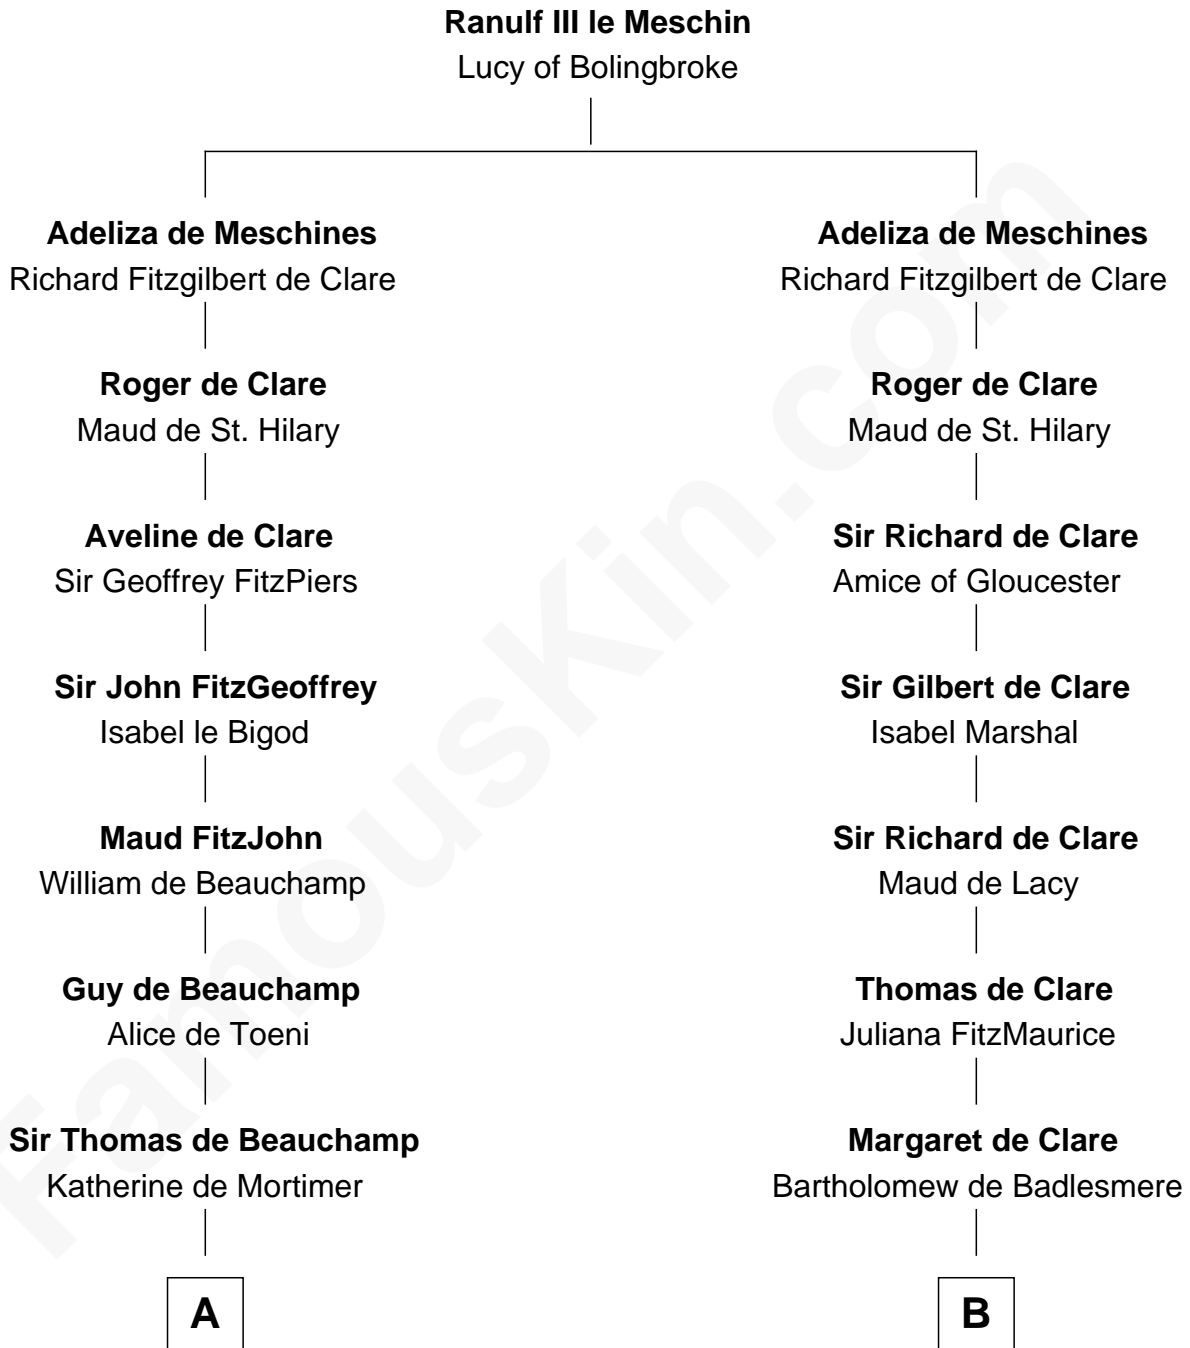 Ranulf III le Meschin
Lucy of Bolingbroke
Adeliza de Meschines
Richard Fitzgilbert de Clare
Roger de Clare
Maud de St. Hilary
Aveline de Clare
Sir Geoffrey FitzPiers
Sir John FitzGeoffrey
Isabel le Bigod
Maud FitzJohn
William de Beauchamp
Guy de Beauchamp
Alice de Toeni
Sir Thomas de Beauchamp
Katherine de Mortimer
A
Adeliza de Meschines
Richard Fitzgilbert de Clare
Roger de Clare
Maud de St. Hilary
Sir Richard de Clare
Amice of Gloucester
Sir Gilbert de Clare
Isabel Marshal
Sir Richard de Clare
Maud de Lacy
Thomas de Clare
Juliana FitzMaurice
Margaret de Clare
Bartholomew de Badlesmere
B
FamousKin.com